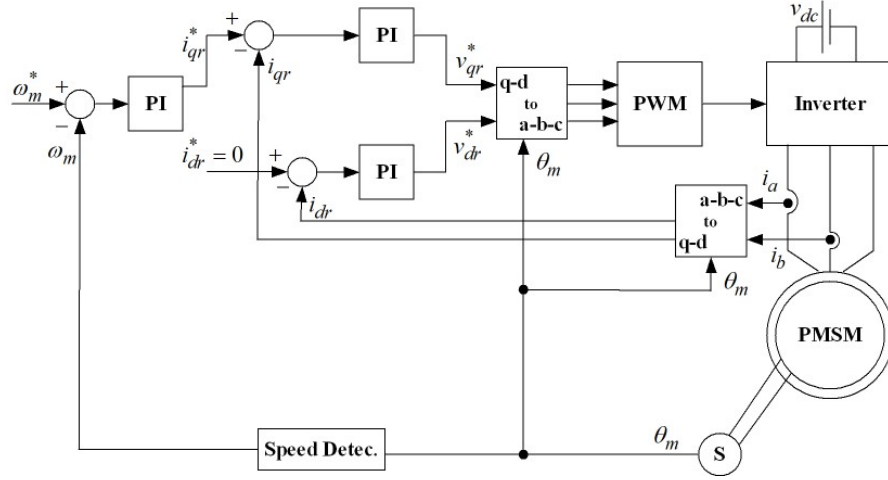 v_dc
i*_qr
PI
i_qr
v*_qr
ω*_m
+
−
PI
+
−
q-d
to
a-b-c
PWM
Inverter
ω_m
i*_dr = 0
+
−
PI
v*_dr
θ_m
i_dr
a-b-c
to
q-d
i_a
i_b
θ_m
PMSM
Speed Detec.
θ_m
S